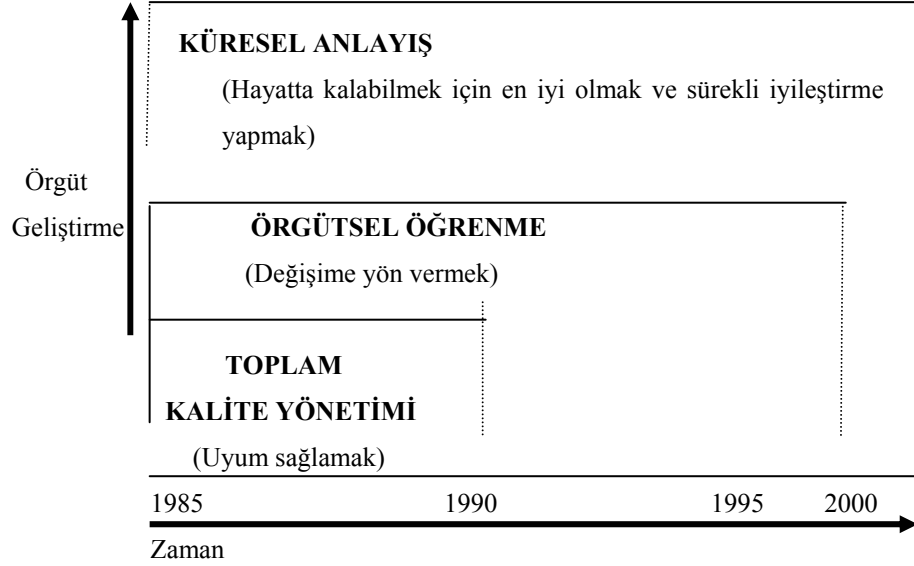 KÜRESEL ANLAYIŞ
(Hayatta kalabilmek için en iyi olmak ve sürekli iyileştirme
yapmak)
Örgüt
Geliştirme
ÖRGÜTSEL ÖĞRENME
(Değişime yön vermek)
TOPLAM
KALİTE YÖNETİMİ
(Uyum sağlamak)
1985 1990 1995 2000
Zaman